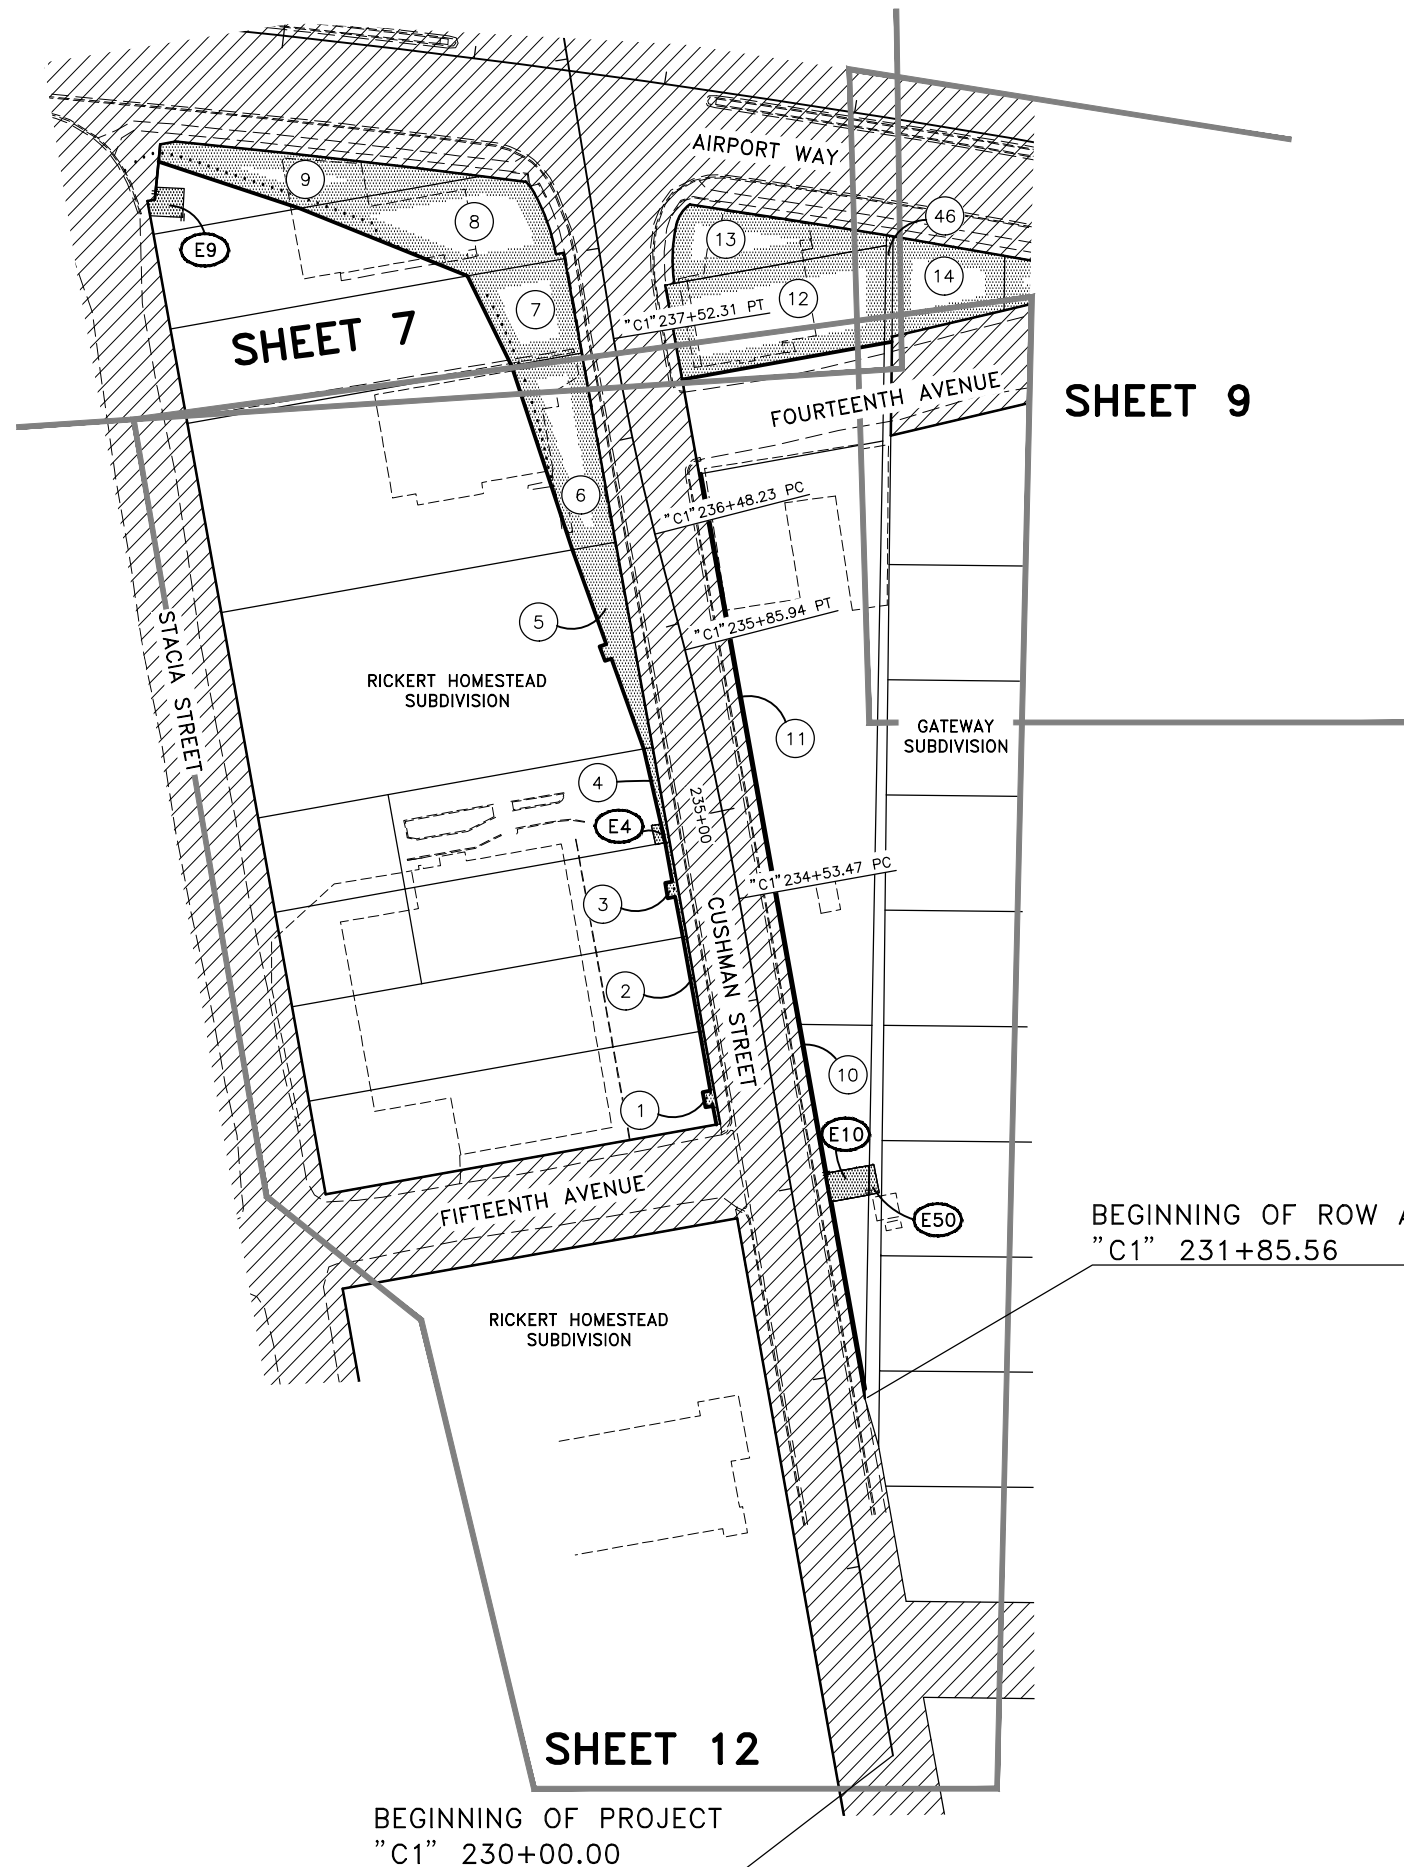 AIRPORT WAY
9
8
46
13
E9
14
7
12
"C1"237+52.31 PT
SHEET 7
FOURTEENTH AVENUE
SHEET 9
6
"C1"236+48.23 PC
5
"C1"235+85.94 PT
STACIA STREET
RICKERT HOMESTEAD
SUBDIVISION
11
GATEWAY
SUBDIVISION
4
235+00
E4
"C1"234+53.47 PC
3
CUSHMAN STREET
2
10
1
E10
FIFTEENTH AVENUE
E50
BEGINNING OF ROW
"C1" 231+85.56
RICKERT HOMESTEAD
SUBDIVISION
SHEET 12
BEGINNING OF PROJECT
"C1" 230+00.00